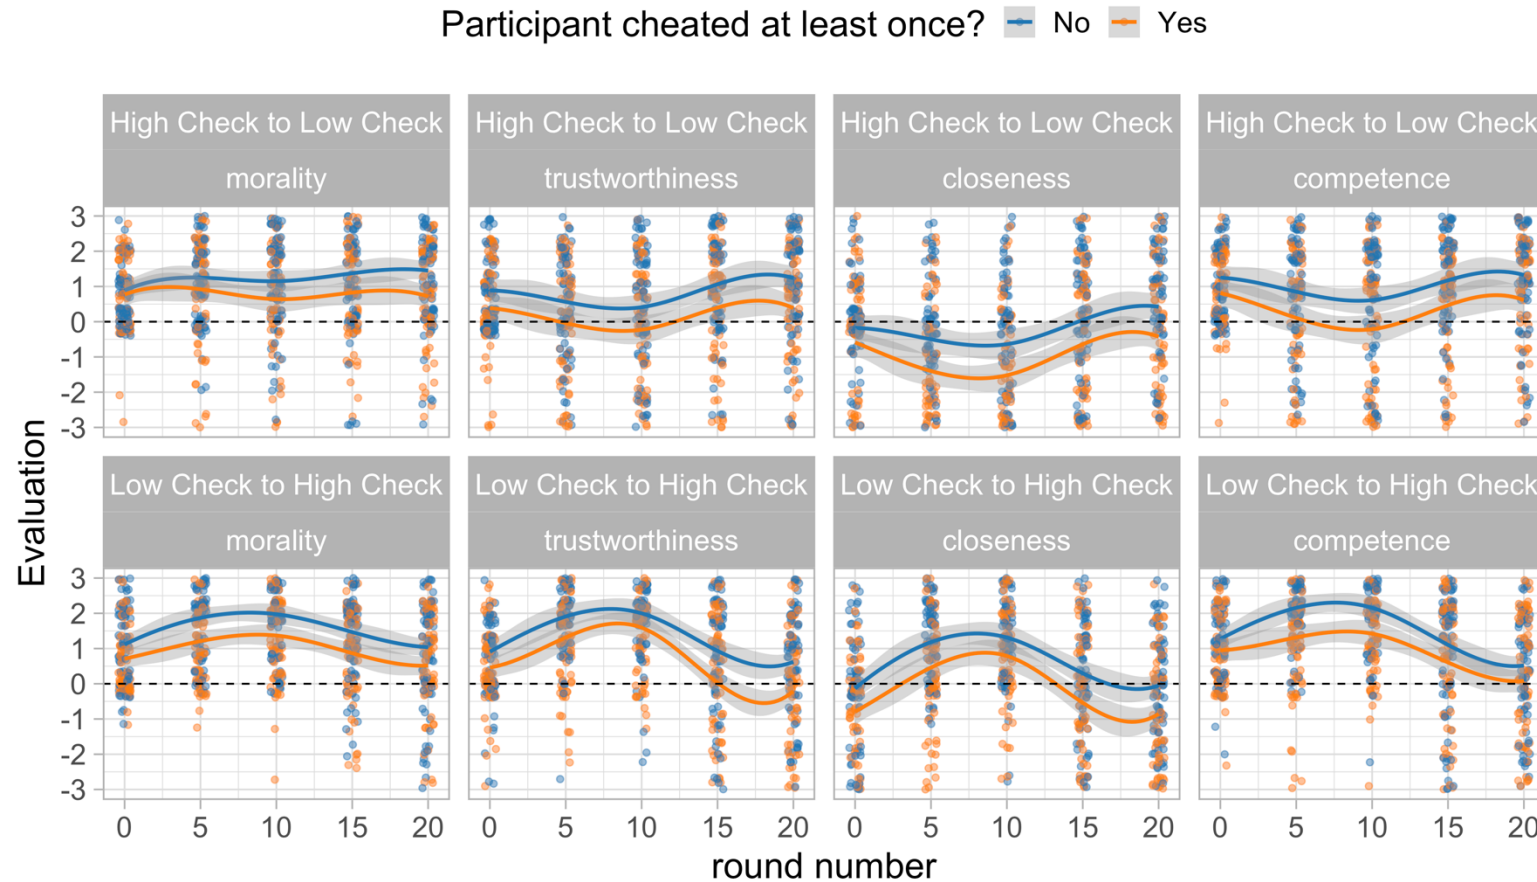 Participant cheated at least once? No Yes
High Check to Low Check High Check to Low Check High Check to Low Check High Check to Low Check
morality trustworthiness closeness competence
3
2
1
0
-1
-2
-3
Low Check to High Check Low Check to High Check Low Check to High Check Low Check to High Check
morality trustworthiness closeness competence
3
2
1
0
-1
-2
-3
Evaluation
0 5 10 15 20 0 5 10 15 20 0 5 10 15 20 0 5 10 15 20
round number